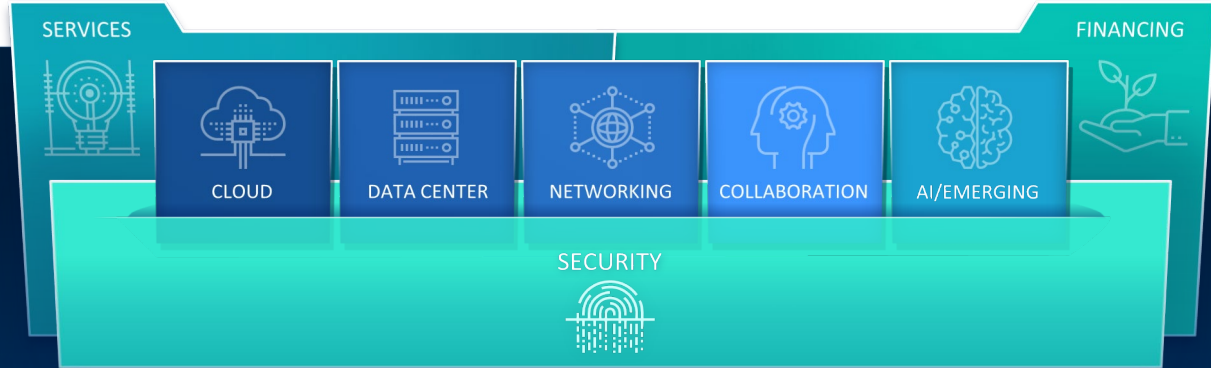 SERVICES
FINANCING
CLOUD
DATA CENTER
NETWORKING
COLLABORATION
AI/EMERGING
SECURITY